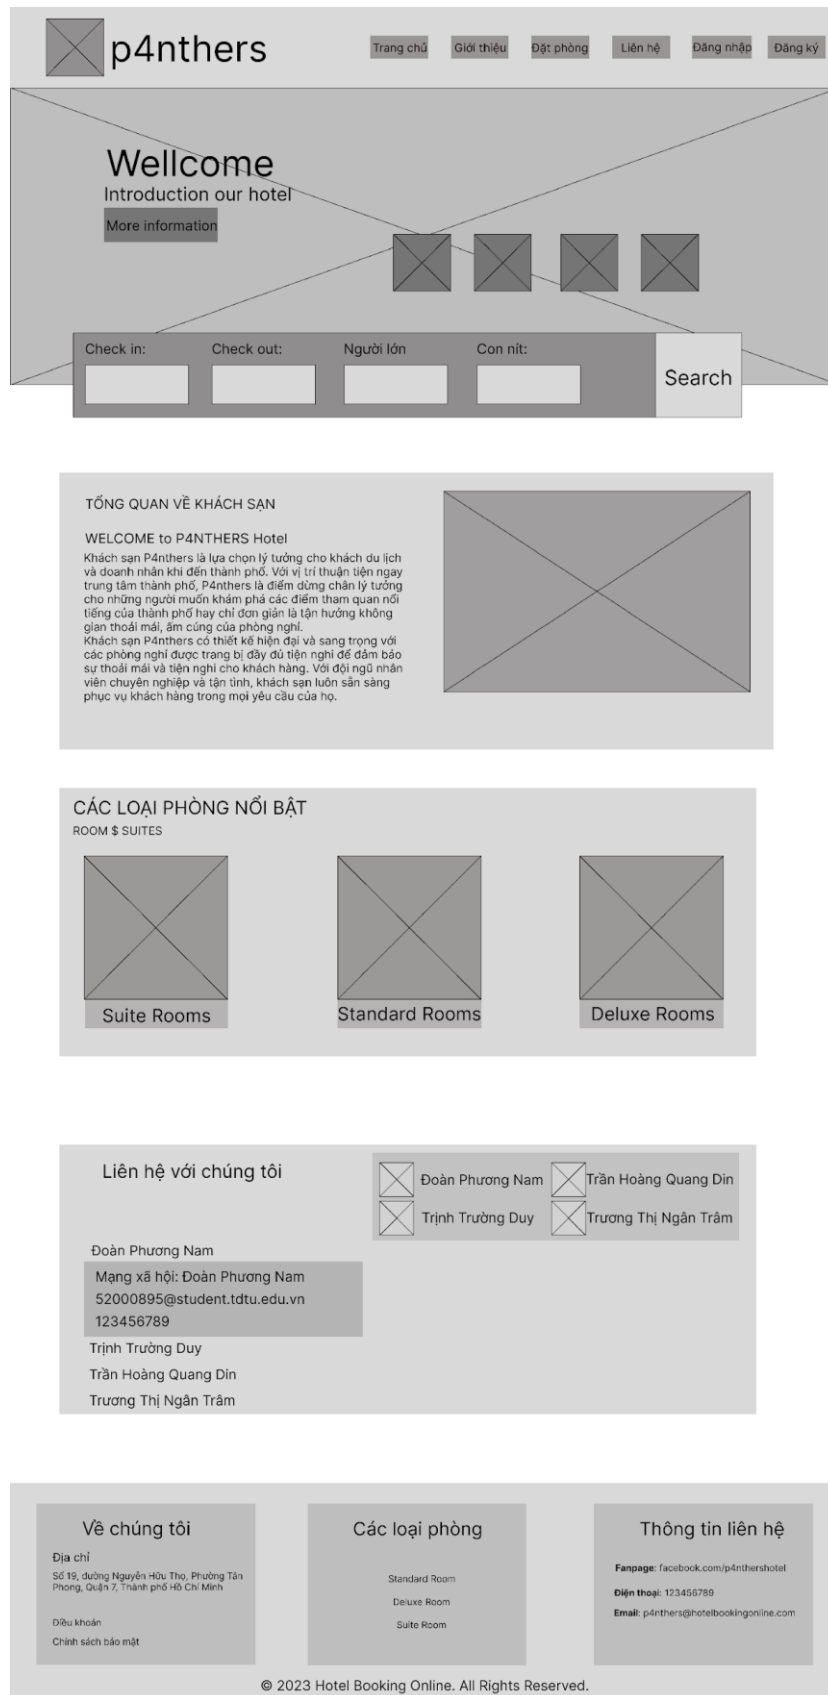 p4nthers
Trang chủ
Giới thiệu
Đặt phòng
Liên hệ
Đăng nhập
Đăng ký
Wellcome
Introduction our hotel
More information
Check in:
Check out:
Người lớn
Con nít:
Search
TỔNG QUAN VỀ KHÁCH SẠN
WELCOME to P4NTHERS Hotel
Khách sạn P4nthers là lựa chọn lý tưởng cho khách du lịch
và doanh nhân khi đến thành phố. Với vị trí thuận tiện ngay
trung tâm thành phố, P4nthers là điểm dừng chân lý tưởng
cho những người muốn khám phá các điểm tham quan nổi
tiếng của thành phố hay chỉ đơn giản là tận hưởng không
gian thoải mái, ấm cúng của phòng nghỉ.
Khách sạn P4nthers có thiết kế hiện đại và sang trọng với
các phòng nghỉ được trang bị đầy đủ tiện nghi để đảm bảo
sự thoải mái và tiện nghi cho khách hàng. Với đội ngũ nhân
viên chuyên nghiệp và tận tình, khách sạn luôn sẵn sàng
phục vụ khách hàng trong mọi yêu cầu của họ.
CÁC LOẠI PHÒNG NỔI BẬT
ROOM $ SUITES
Suite Rooms
Standard Rooms
Deluxe Rooms
Liên hệ với chúng tôi
Đoàn Phương Nam
Trần Hoàng Quang Din
Trịnh Trường Duy
Trương Thị Ngân Trâm
Đoàn Phương Nam
Mạng xã hội: Đoàn Phương Nam
52000895@student.tdtu.edu.vn
123456789
Trịnh Trường Duy
Trần Hoàng Quang Din
Trương Thị Ngân Trâm
Về chúng tôi
Địa chỉ
Số 19, đường Nguyễn Hữu Thọ, Phường Tân
Phong, Quận 7, Thành phố Hồ Chí Minh
Điều khoản
Chính sách bảo mật
Các loại phòng
Standard Room
Deluxe Room
Suite Room
Thông tin liên hệ
Fanpage: facebook.com/p4nthershotel
Điện thoại: 123456789
Email: p4nthers@hotelbookingonline.com
© 2023 Hotel Booking Online. All Rights Reserved.